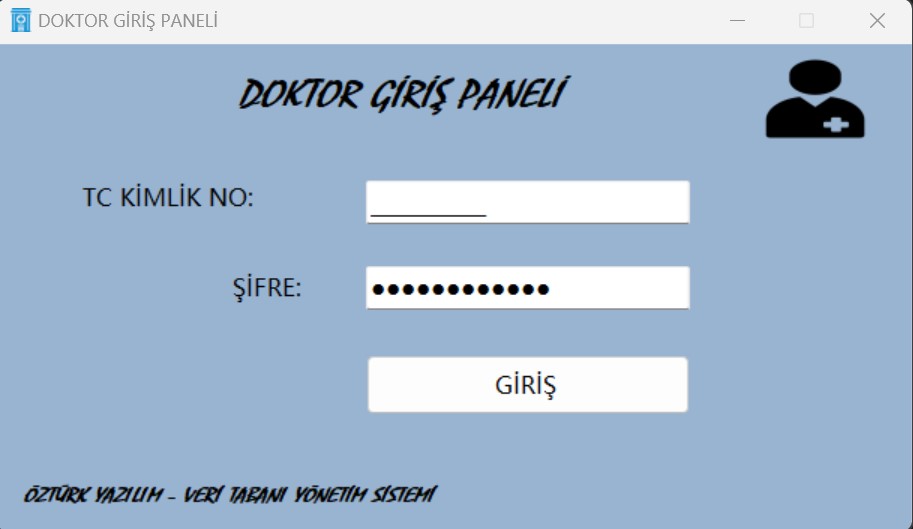 DOKTOR GİRİŞ PANELİ
DOKTOR GİRİŞ PANELİ
TC KİMLİK NO:
ŞİFRE:
GİRİŞ
ÖZTÜRK YAZILIM - VERİ TABANI YÖNETİM SİSTEMİ